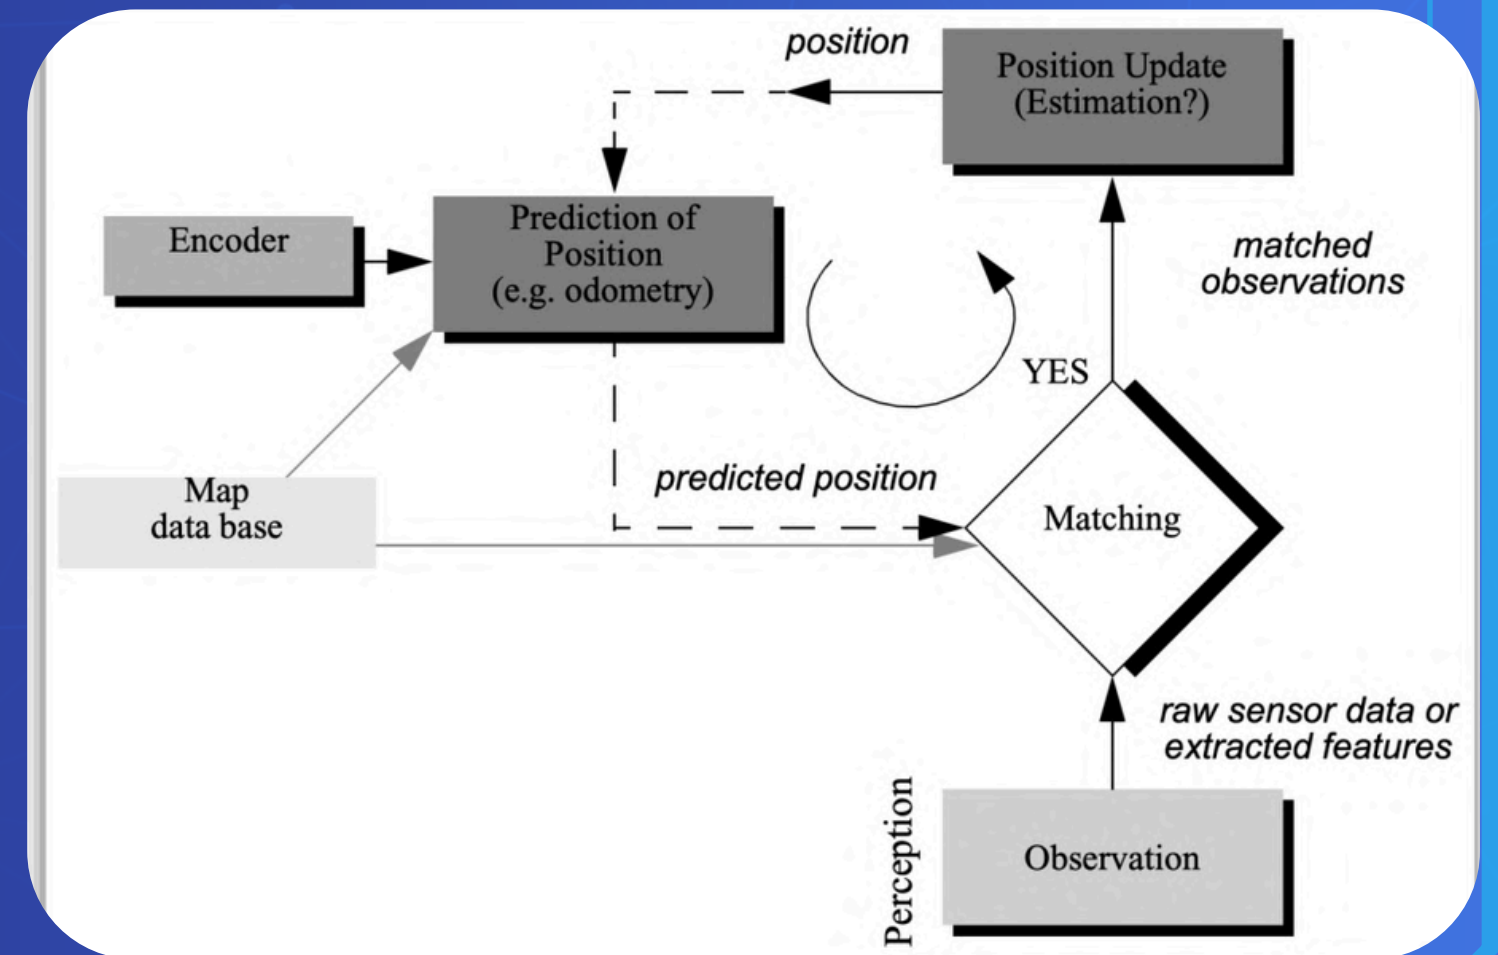 position
Position Update
(Estimation?)
Prediction of
Position
(e.g. odometry)
Encoder
matched
observations
YES
predicted position
Map
data base
Matching
raw sensor data or
extracted features
Perception
Observation